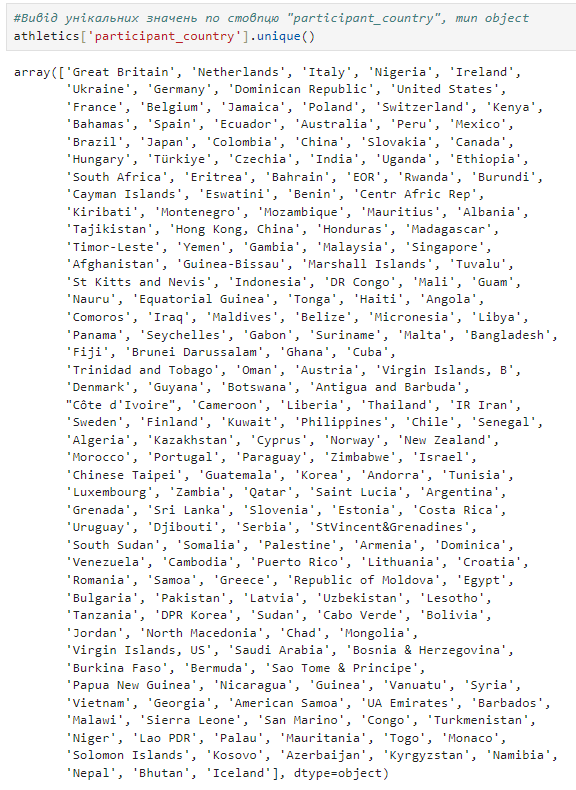 #Вивід унікальних значень по стовпцю "participant_country", тип object
athletics['participant_country'].unique()
array(['Great Britain', 'Netherlands', 'Italy', 'Nigeria', 'Ireland',
'Ukraine', 'Germany', 'Dominican Republic', 'United States',
'France', 'Belgium', 'Jamaica', 'Poland', 'Switzerland', 'Kenya',
'Bahamas', 'Spain', 'Ecuador', 'Australia', 'Peru', 'Mexico',
'Brazil', 'Japan', 'Colombia', 'China', 'Slovakia', 'Canada',
'Hungary', 'Türkiye', 'Czechia', 'India', 'Uganda', 'Ethiopia',
'South Africa', 'Eritrea', 'Bahrain', 'EOR', 'Rwanda', 'Burundi',
'Cayman Islands', 'Eswatini', 'Benin', 'Centr Afric Rep',
'Kiribati', 'Montenegro', 'Mozambique', 'Mauritius', 'Albania',
'Tajikistan', 'Hong Kong, China', 'Honduras', 'Madagascar',
'Timor-Leste', 'Yemen', 'Gambia', 'Malaysia', 'Singapore',
'Afghanistan', 'Guinea-Bissau', 'Marshall Islands', 'Tuvalu',
'St Kitts and Nevis', 'Indonesia', 'DR Congo', 'Mali', 'Guam',
'Nauru', 'Equatorial Guinea', 'Tonga', 'Haiti', 'Angola',
'Comoros', 'Iraq', 'Maldives', 'Belize', 'Micronesia', 'Libya',
'Panama', 'Seychelles', 'Gabon', 'Suriname', 'Malta', 'Bangladesh',
'Fiji', 'Brunei Darussalam', 'Ghana', 'Cuba',
'Trinidad and Tobago', 'Oman', 'Austria', 'Virgin Islands, B',
'Denmark', 'Guyana', 'Botswana', 'Antigua and Barbuda',
"Côte d'Ivoire", 'Cameroon', 'Liberia', 'Thailand', 'IR Iran',
'Sweden', 'Finland', 'Kuwait', 'Philippines', 'Chile', 'Senegal',
'Algeria', 'Kazakhstan', 'Cyprus', 'Norway', 'New Zealand',
'Morocco', 'Portugal', 'Paraguay', 'Zimbabwe', 'Israel',
'Chinese Taipei', 'Guatemala', 'Korea', 'Andorra', 'Tunisia',
'Luxembourg', 'Zambia', 'Qatar', 'Saint Lucia', 'Argentina',
'Grenada', 'Sri Lanka', 'Slovenia', 'Estonia', 'Costa Rica',
'Uruguay', 'Djibouti', 'Serbia', 'StVincent&Grenadines',
'South Sudan', 'Somalia', 'Palestine', 'Armenia', 'Dominica',
'Venezuela', 'Cambodia', 'Puerto Rico', 'Lithuania', 'Croatia',
'Romania', 'Samoa', 'Greece', 'Republic of Moldova', 'Egypt',
'Bulgaria', 'Pakistan', 'Latvia', 'Uzbekistan', 'Lesotho',
'Tanzania', 'DPR Korea', 'Sudan', 'Cabo Verde', 'Bolivia',
'Jordan', 'North Macedonia', 'Chad', 'Mongolia',
'Virgin Islands, US', 'Saudi Arabia', 'Bosnia & Herzegovina',
'Burkina Faso', 'Bermuda', 'Sao Tome & Principe',
'Papua New Guinea', 'Nicaragua', 'Guinea', 'Vanuatu', 'Syria',
'Vietnam', 'Georgia', 'American Samoa', 'UA Emirates', 'Barbados',
'Malawi', 'Sierra Leone', 'San Marino', 'Congo', 'Turkmenistan',
'Niger', 'Lao PDR', 'Palau', 'Mauritania', 'Togo', 'Monaco',
'Solomon Islands', 'Kosovo', 'Azerbaijan', 'Kyrgyzstan', 'Namibia',
'Nepal', 'Bhutan', 'Iceland'], dtype=object)